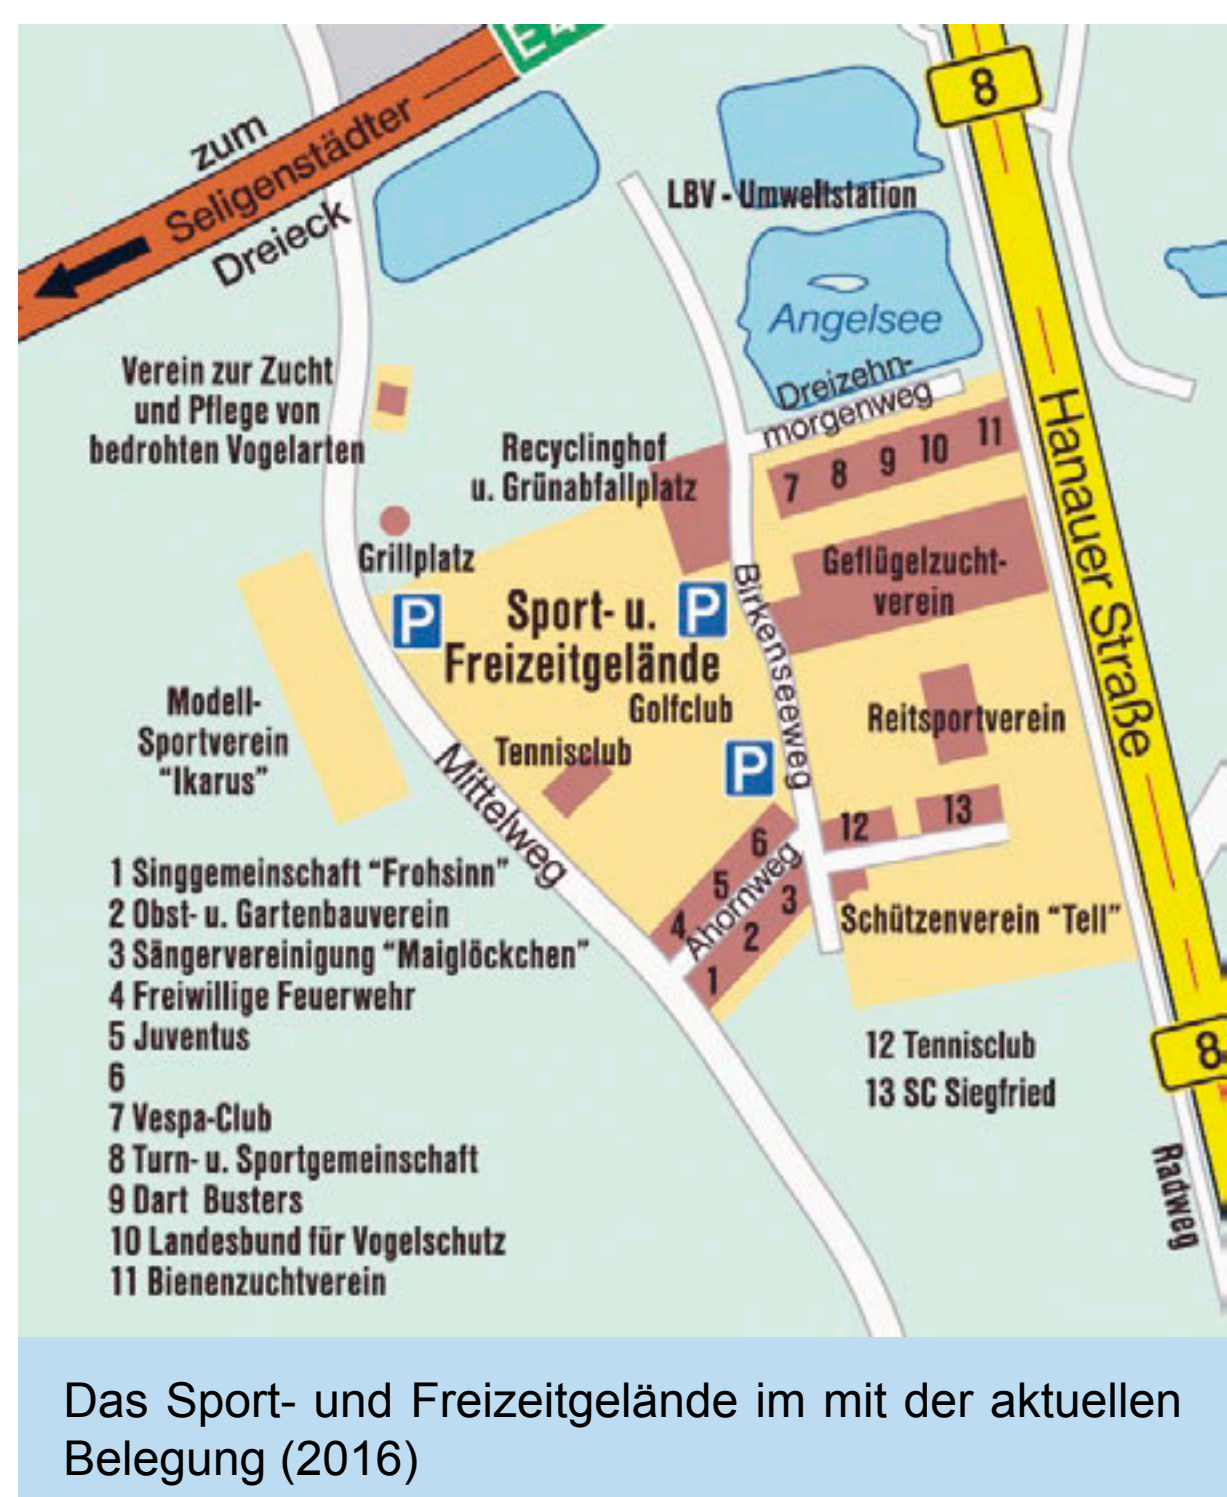 E4
8
zum
Seligenstädter
Dreieck
LBV - Umweltstation
Angelsee
Dreizehn-
morgenweg
Verein zur Zucht
und Pflege von
bedrohten Vogelarten
Recyclinghof
u. Grünabfallplatz
7 8 9 10 11
Hanauer Straße
Grillplatz
Geflügelzucht-
verein
P
P
Sport- u.
Freizeitgelände
Birkenseeweg
Golfclub
Modell-
Sportverein
"Ikarus"
Reitsportverein
Tennisclub
P
Mittelweg
12
13
6
5
4
Ahornweg
3
2
1
Schützenverein "Tell"
1 Singgemeinschaft "Frohsinn"
2 Obst- u. Gartenbauverein
3 Sängervereinigung "Maiglöckchen"
4 Freiwillige Feuerwehr
5 Juventus
6
7 Vespa-Club
8 Turn- u. Sportgemeinschaft
9 Dart Busters
10 Landesbund für Vogelschutz
11 Bienenzuchtverein
12 Tennisclub
13 SC Siegfried
8
Radweg
Das Sport- und Freizeitgelände im mit der aktuellen
Belegung (2016)